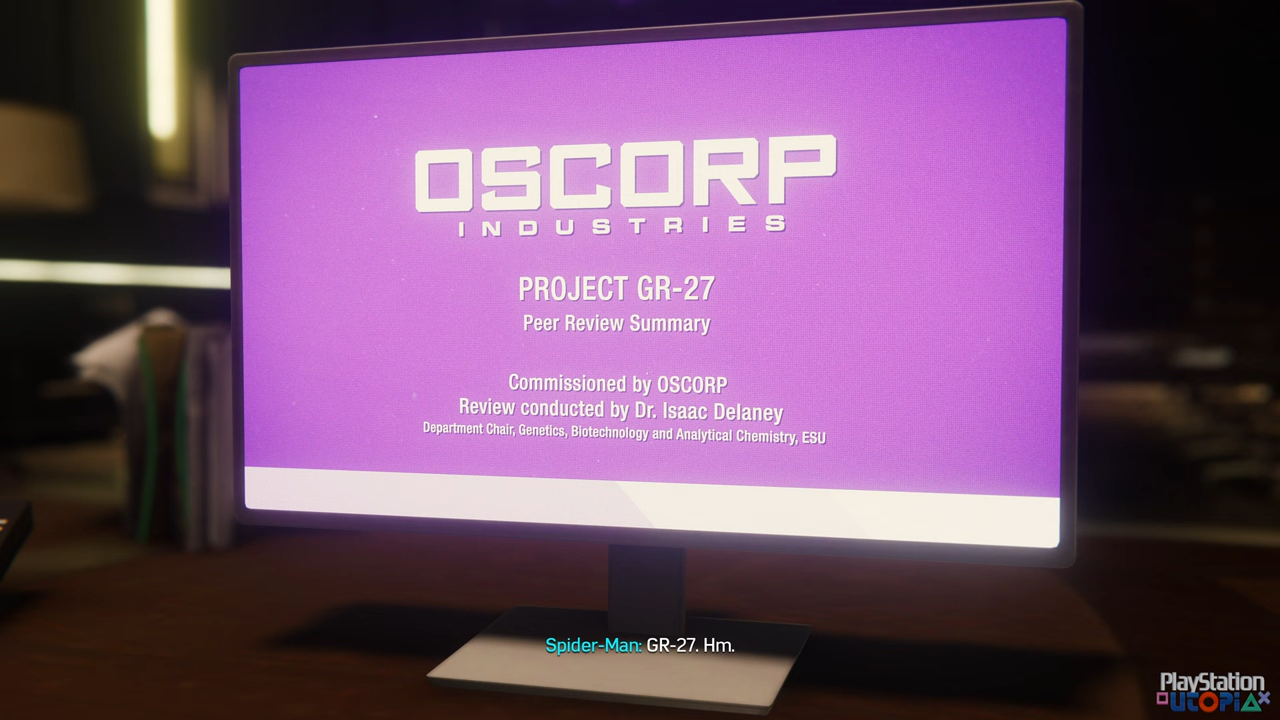 OSCORP
INDUSTRIES
PROJECT GR-27
Peer Review Summary
Commissioned by OSCORP
Review conducted by Dr. Isaac Delaney
Department Chair, Genetics, Biotechnology and Analytical Chemistry, ESU
Spider-Man: GR-27. Hm.
PlayStation
UTOPIA